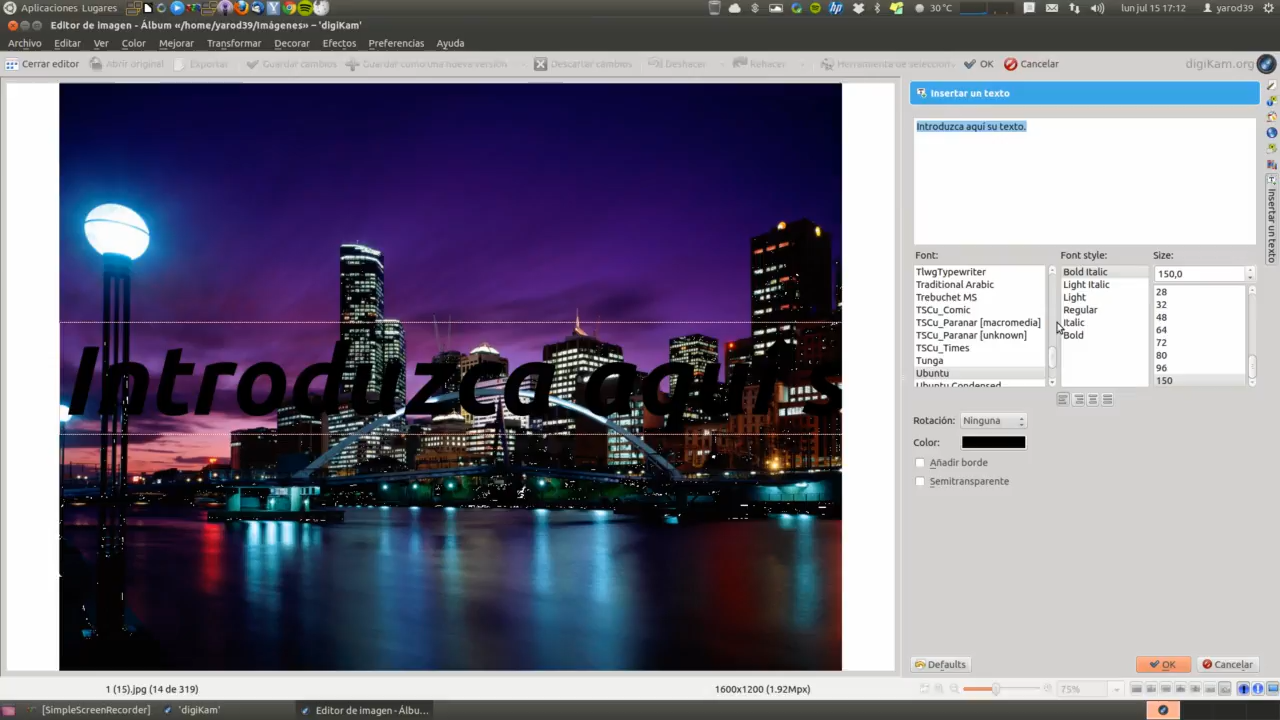 Aplicaciones Lugares
30 °C
lun jul 15 17:12
yarod39
Editor de imagen - Álbum «/home/yarod39/Imágenes» – 'digiKam'
Archivo Editar Ver Color Mejorar Transformar Decorar Efectos Preferencias Ayuda
Cerrar editor Abrir original Exportar Guardar cambios Guardar como una nueva versión Descartar cambios Deshacer Rehacer Herramienta de selección OK Cancelar
digiKam.org
Insertar un texto
Introduzca aquí su texto.
Insertar un texto
Font: Font style: Size:
TlwgTypewriter
Traditional Arabic
Trebuchet MS
TSCu_Comic
TSCu_Paranar [macromedia]
TSCu_Paranar [unknown]
TSCu_Times
Tunga
Ubuntu
Ubuntu Condensed
Bold Italic
Light Italic
Light
Regular
Italic
Bold
150,0
28
32
48
64
72
80
96
150
Introduzca aquí s
Rotación: Ninguna
Color:
Añadir borde
Semitransparente
Defaults OK Cancelar
1 (15).jpg (14 de 319)
1600x1200 (1.92Mpx)
75%
[SimpleScreenRecorder]
'digiKam'
Editor de imagen - Álbu...